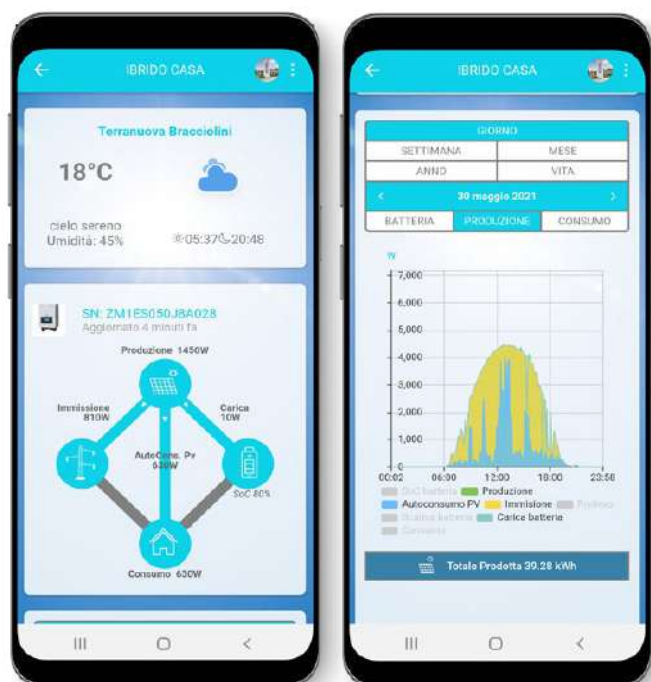 IBRIDO CASA
Terranuova Bracciolini
18°C
cielo sereno
Umidità: 45%
05:37 20:48
SN: ZM1ES050J8A028
Aggiornato 4 minuti fa
Produzione 1450W
Immissione
810W
Carica
10W
AutoCons. Pv
630W
SoC 80%
Consumo 630W
IBRIDO CASA
GIORNO
SETTIMANA MESE
ANNO VITA
< 30 maggio 2021 >
BATTERIA PRODUZIONE CONSUMO
W
7,000
6,000
5,000
4,000
3,000
2,000
1,000
0
00:02 06:00 12:00 18:00 23:58
SoC batteria Produzione
Autoconsumo PV Immisione Prelievo
Scarica batteria Carica batteria
Consumo
Totale Prodotta 39.28 kWh